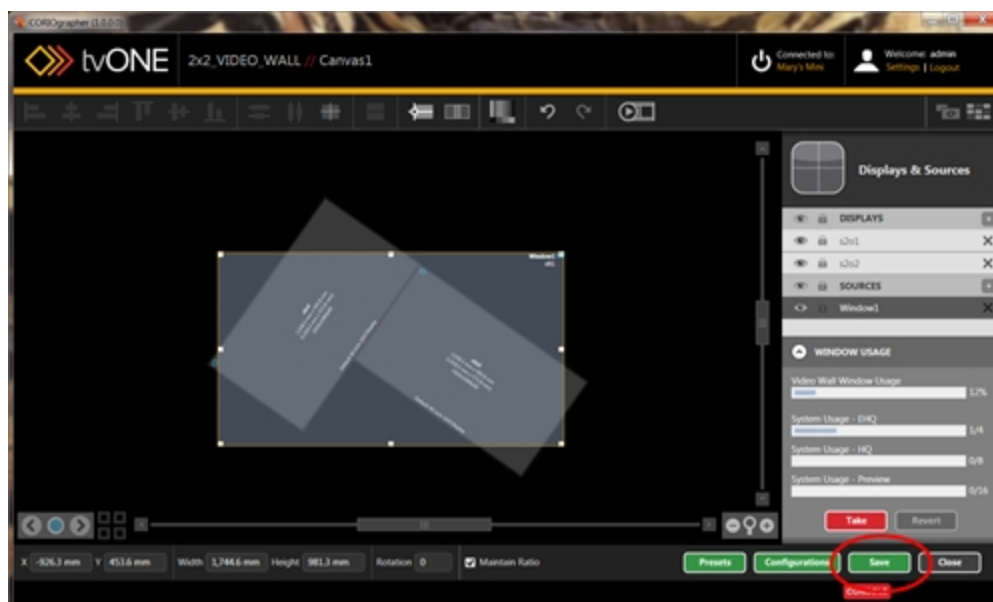 CORIOgrapher (1.0.0.0)
tvONE
2x2_VIDEO_WALL // Canvas1
Connected to:
Mary's Mini
Welcome: admin
Settings | Logout
Displays & Sources
DISPLAYS
s2o1
s2o2
SOURCES
Window1
Window1
WINDOW USAGE
Video Wall Window Usage
12%
System Usage - EHQ
1/4
System Usage - HQ
0/8
System Usage - Preview
0/16
Take
Revert
X -926.3 mm Y 453.6 mm Width 1,744.6 mm Height 981.3 mm Rotation 0 Maintain Ratio
Presets
Configurations
Save
Close